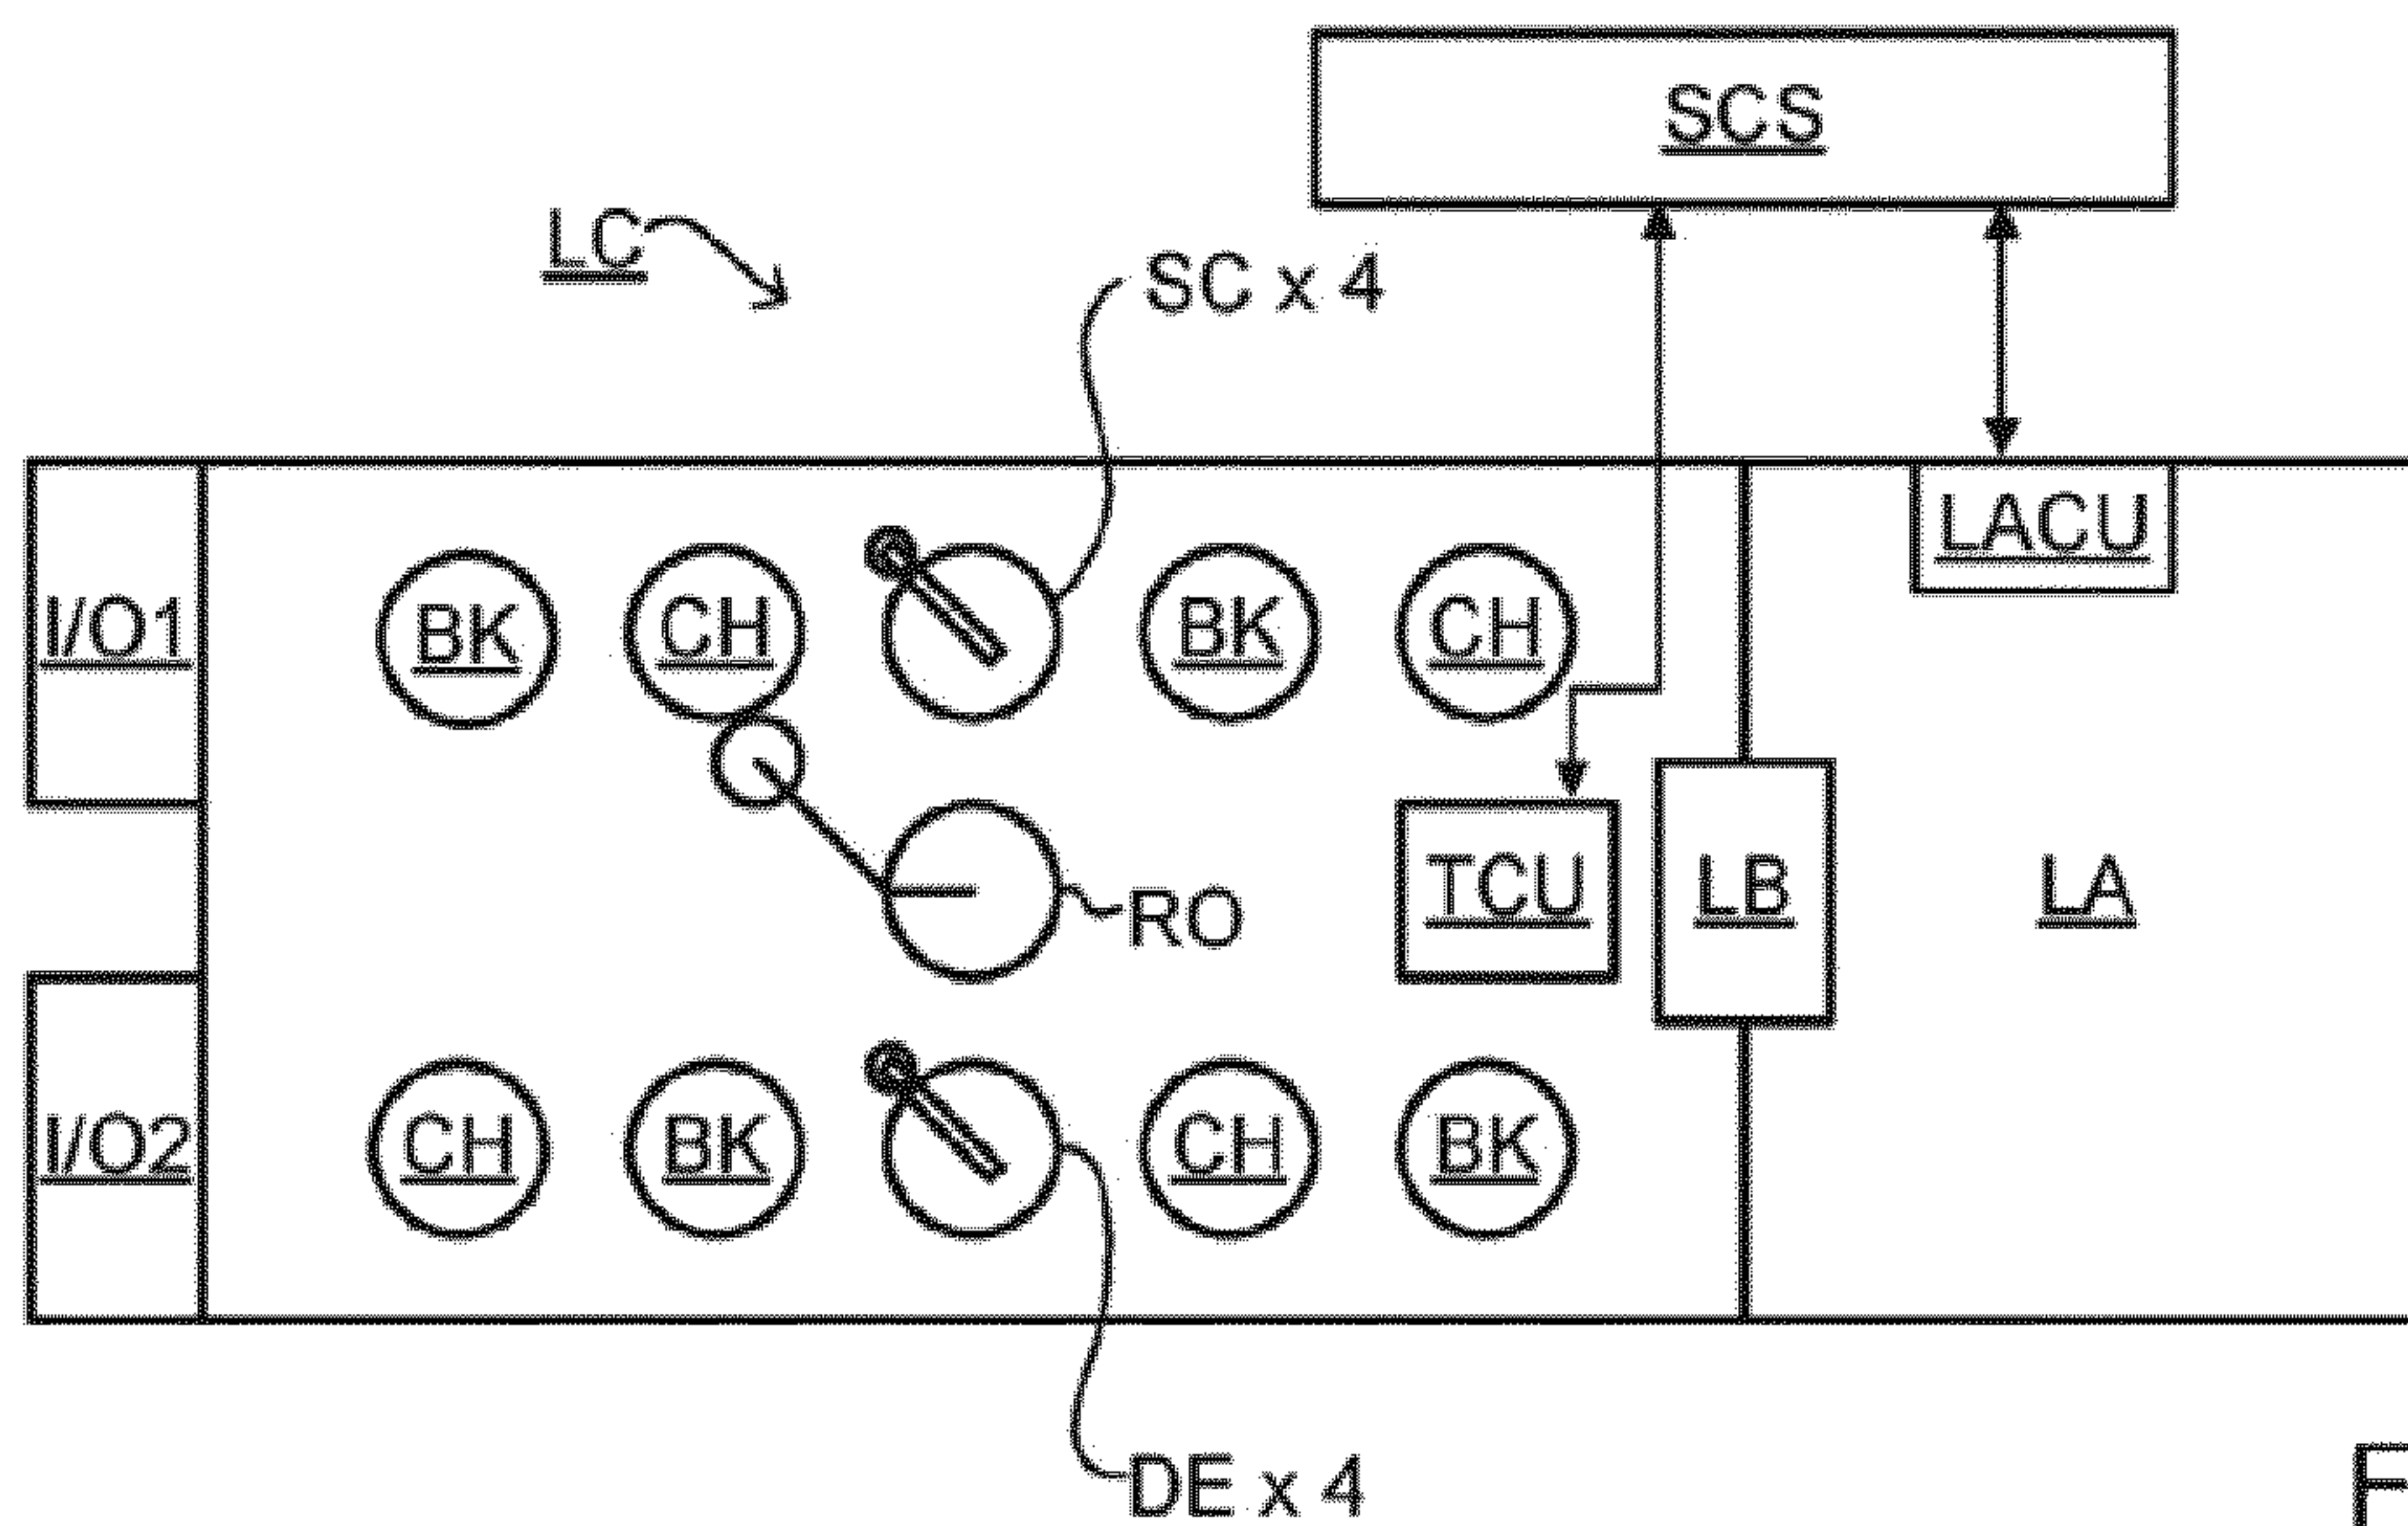 SCS
LC
SC x 4
LACU
I/O1
BK
CH
BK
CH
RO
TCU
LB
LA
I/O2
CH
BK
CH
BK
DE x 4
F